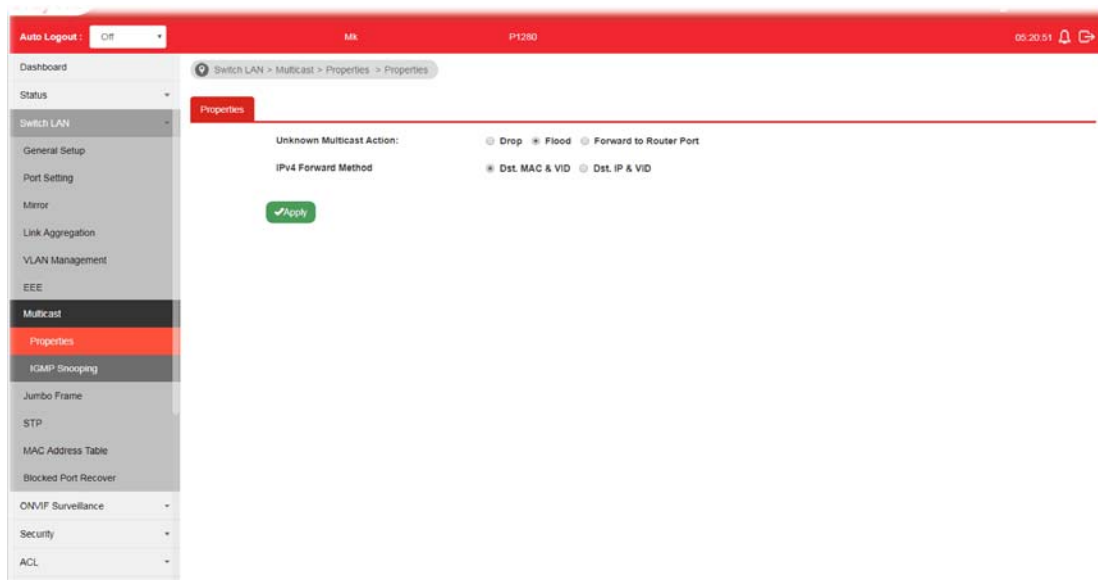 Auto Logout : Off Mk P1280 05:20:51
Dashboard
Switch LAN > Multicast > Properties > Properties
Status
Properties
Switch LAN
Unknown Multicast Action: Drop Flood Forward to Router Port
General Setup
IPv4 Forward Method Dst. MAC & VID Dst. IP & VID
Port Setting
Mirror
Apply
Link Aggregation
VLAN Management
EEE
Multicast
Properties
IGMP Snooping
Jumbo Frame
STP
MAC Address Table
Blocked Port Recover
ONVIF Surveillance
Security
ACL